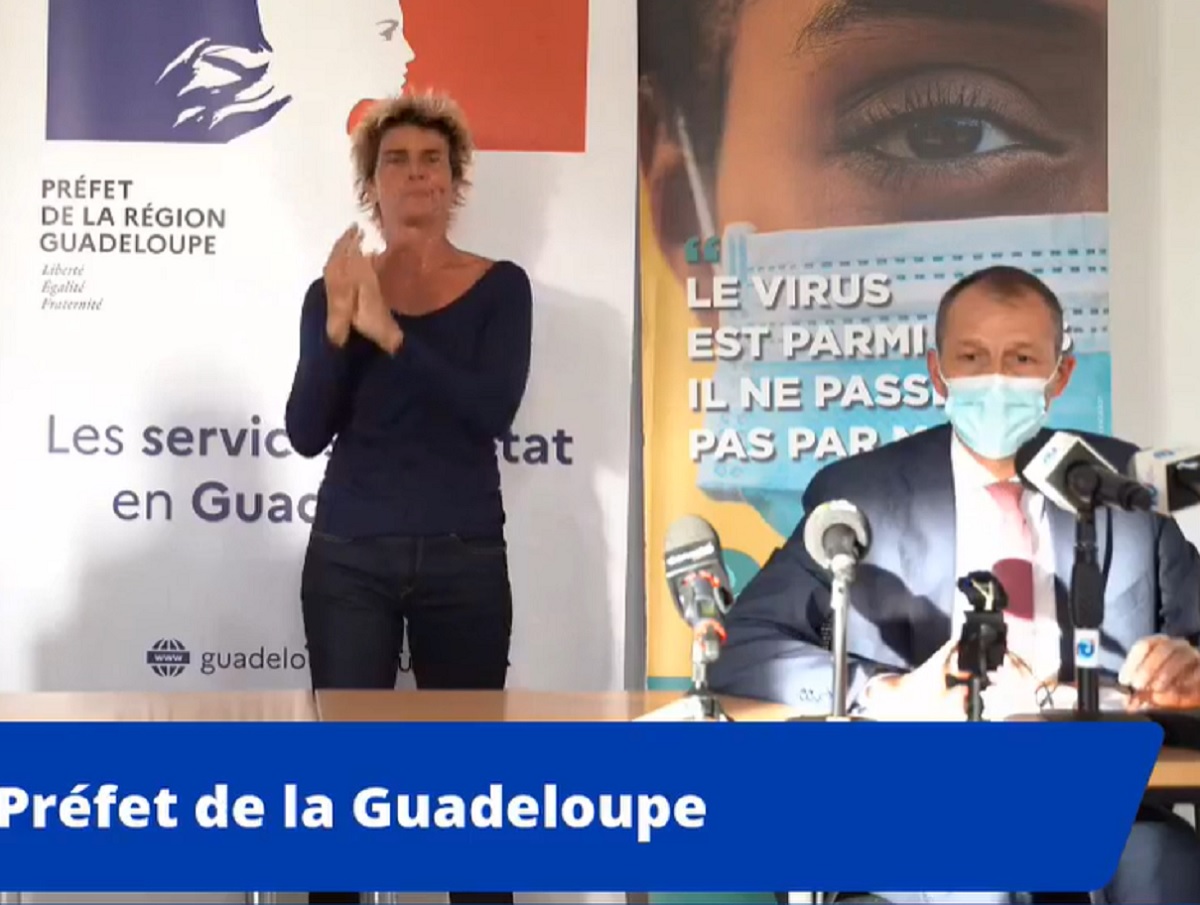 PRÉFET
DE LA RÉGION
GUADELOUPE
Liberté
Égalité
Fraternité
Les servic tat
en Guad
www
guadelo
“
LE VIRUS
EST PARMI S
IL NE PASS
PAS PAR M
Préfet de la Guadeloupe